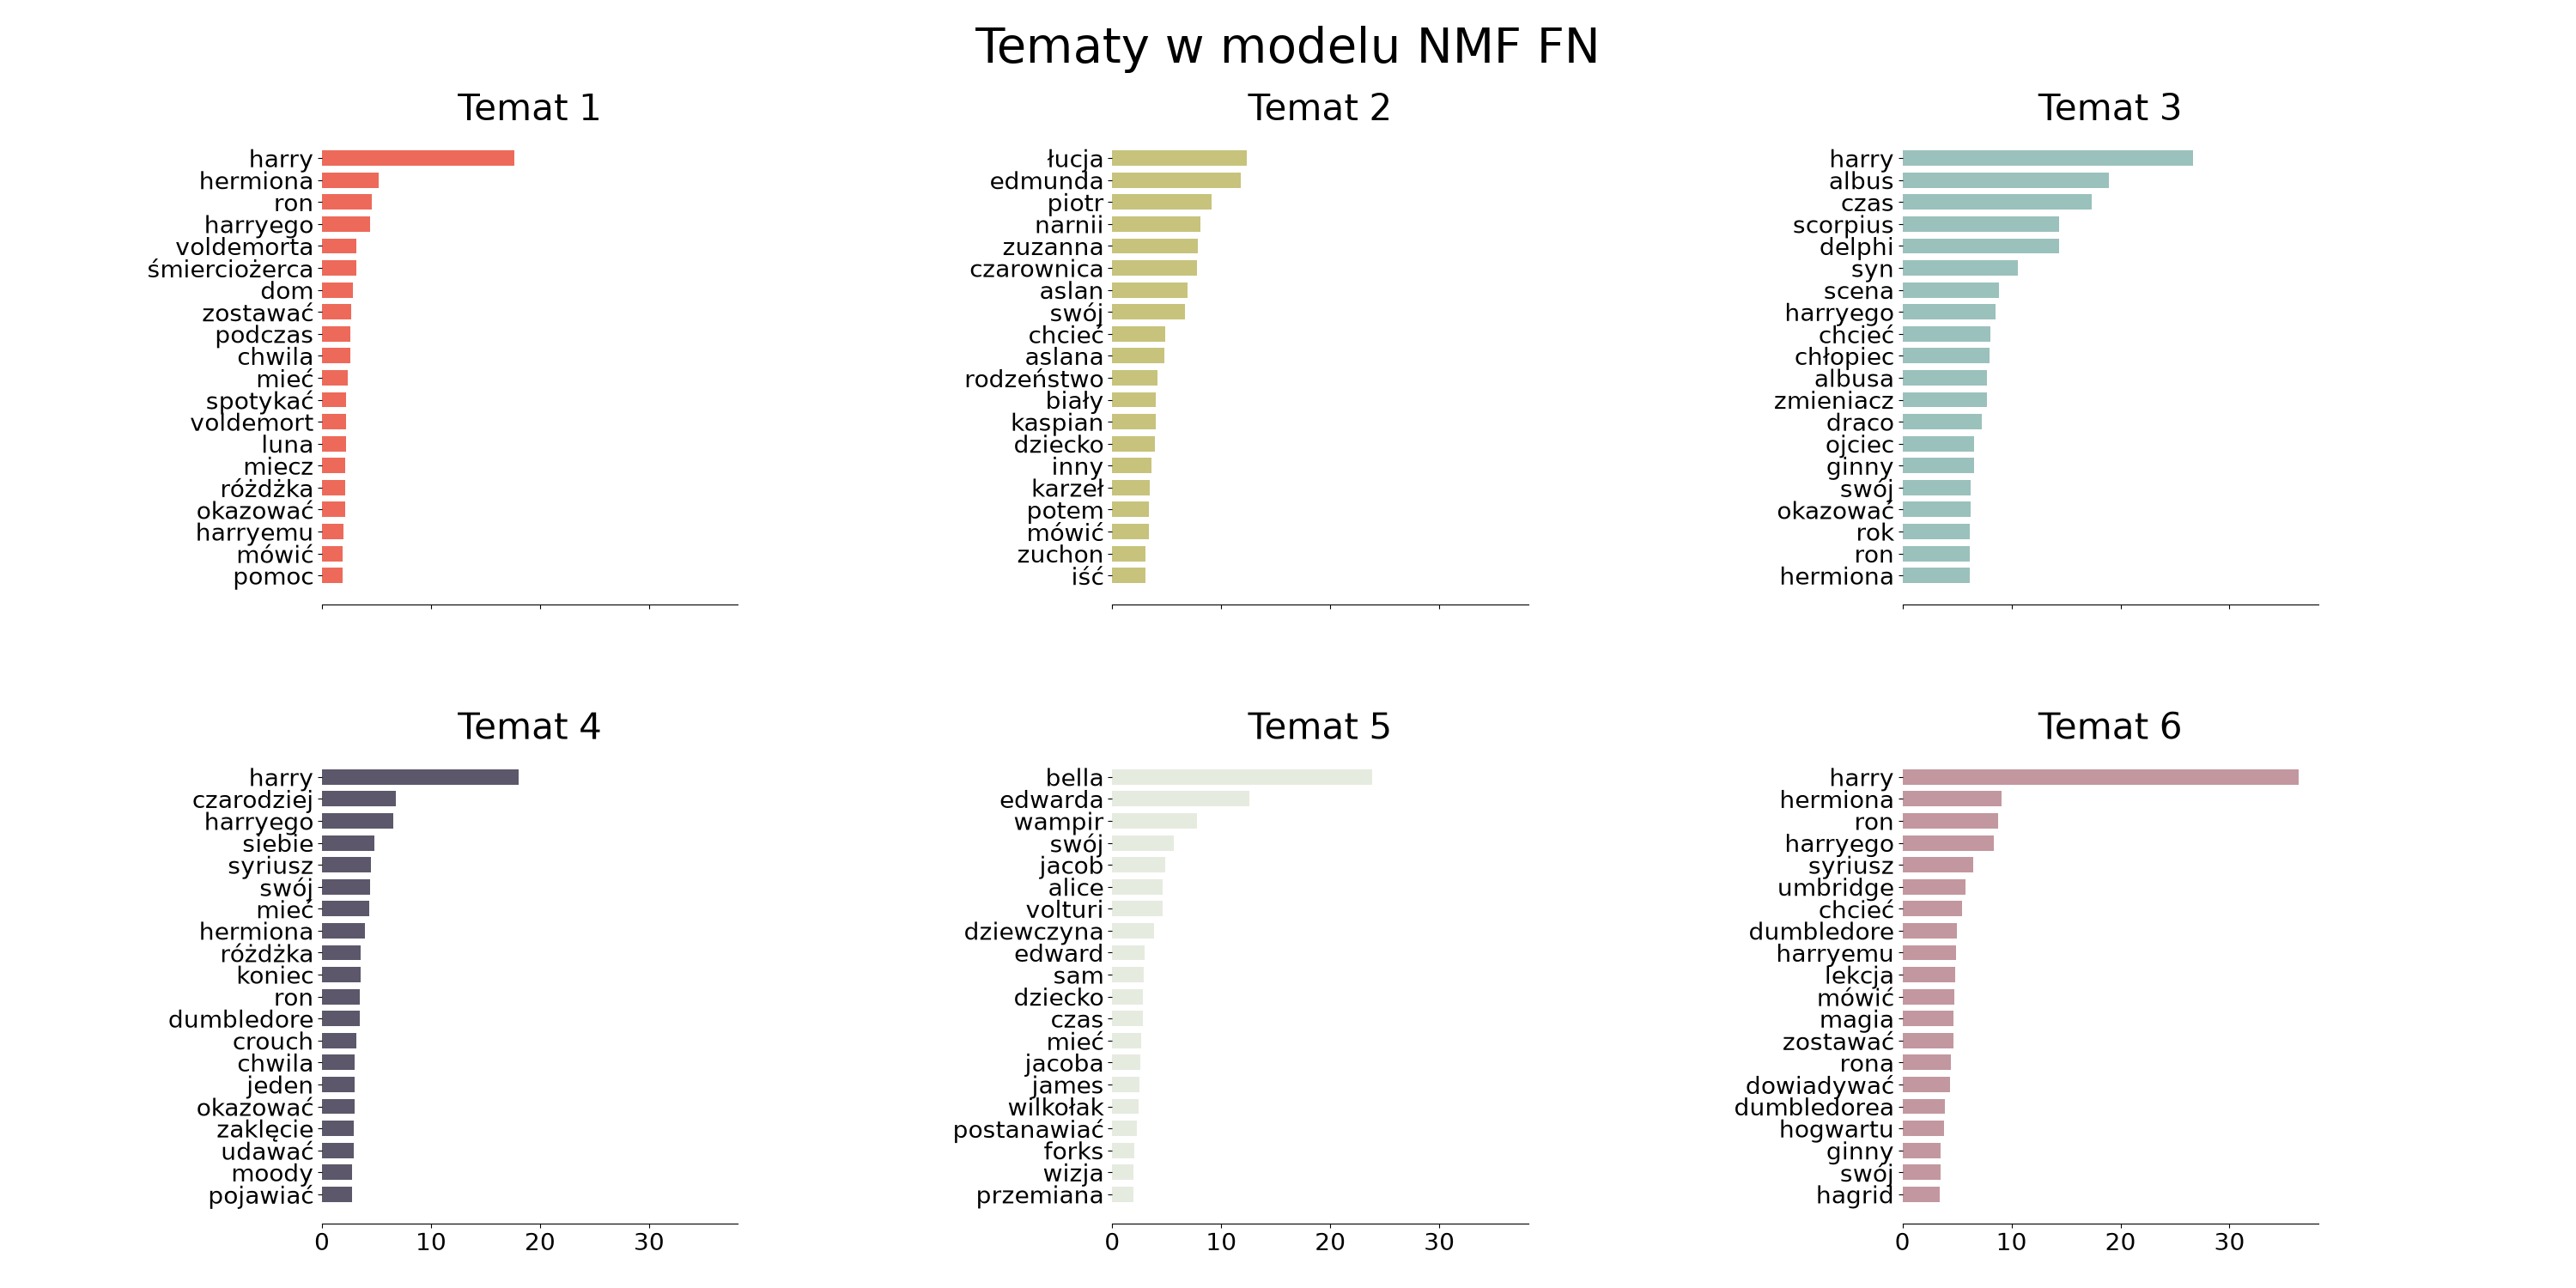 Tematy w modelu NMF FN
Temat 1
harry
hermiona
ron
harryego
voldemorta
śmierciożerca
dom
zostawać
podczas
chwila
mieć
spotykać
voldemort
luna
miecz
różdżka
okazować
harryemu
mówić
pomoc
Temat 2
łucja
edmunda
piotr
narnii
zuzanna
czarownica
aslan
swój
chcieć
aslana
rodzeństwo
biały
kaspian
dziecko
inny
karzeł
potem
mówić
zuchon
iść
Temat 3
harry
albus
czas
scorpius
delphi
syn
scena
harryego
chcieć
chłopiec
albusa
zmieniacz
draco
ojciec
ginny
swój
okazować
rok
ron
hermiona
Temat 4
harry
czarodziej
harryego
siebie
syriusz
swój
mieć
hermiona
różdżka
koniec
ron
dumbledore
crouch
chwila
jeden
okazować
zaklęcie
udawać
moody
pojawiać
0 10 20 30
Temat 5
bella
edwarda
wampir
swój
jacob
alice
volturi
dziewczyna
edward
sam
dziecko
czas
mieć
jacoba
james
wilkołak
postanawiać
forks
wizja
przemiana
0 10 20 30
Temat 6
harry
hermiona
ron
harryego
syriusz
umbridge
chcieć
dumbledore
harryemu
lekcja
mówić
magia
zostawać
rona
dowiadywać
dumbledorea
hogwartu
ginny
swój
hagrid
0 10 20 30